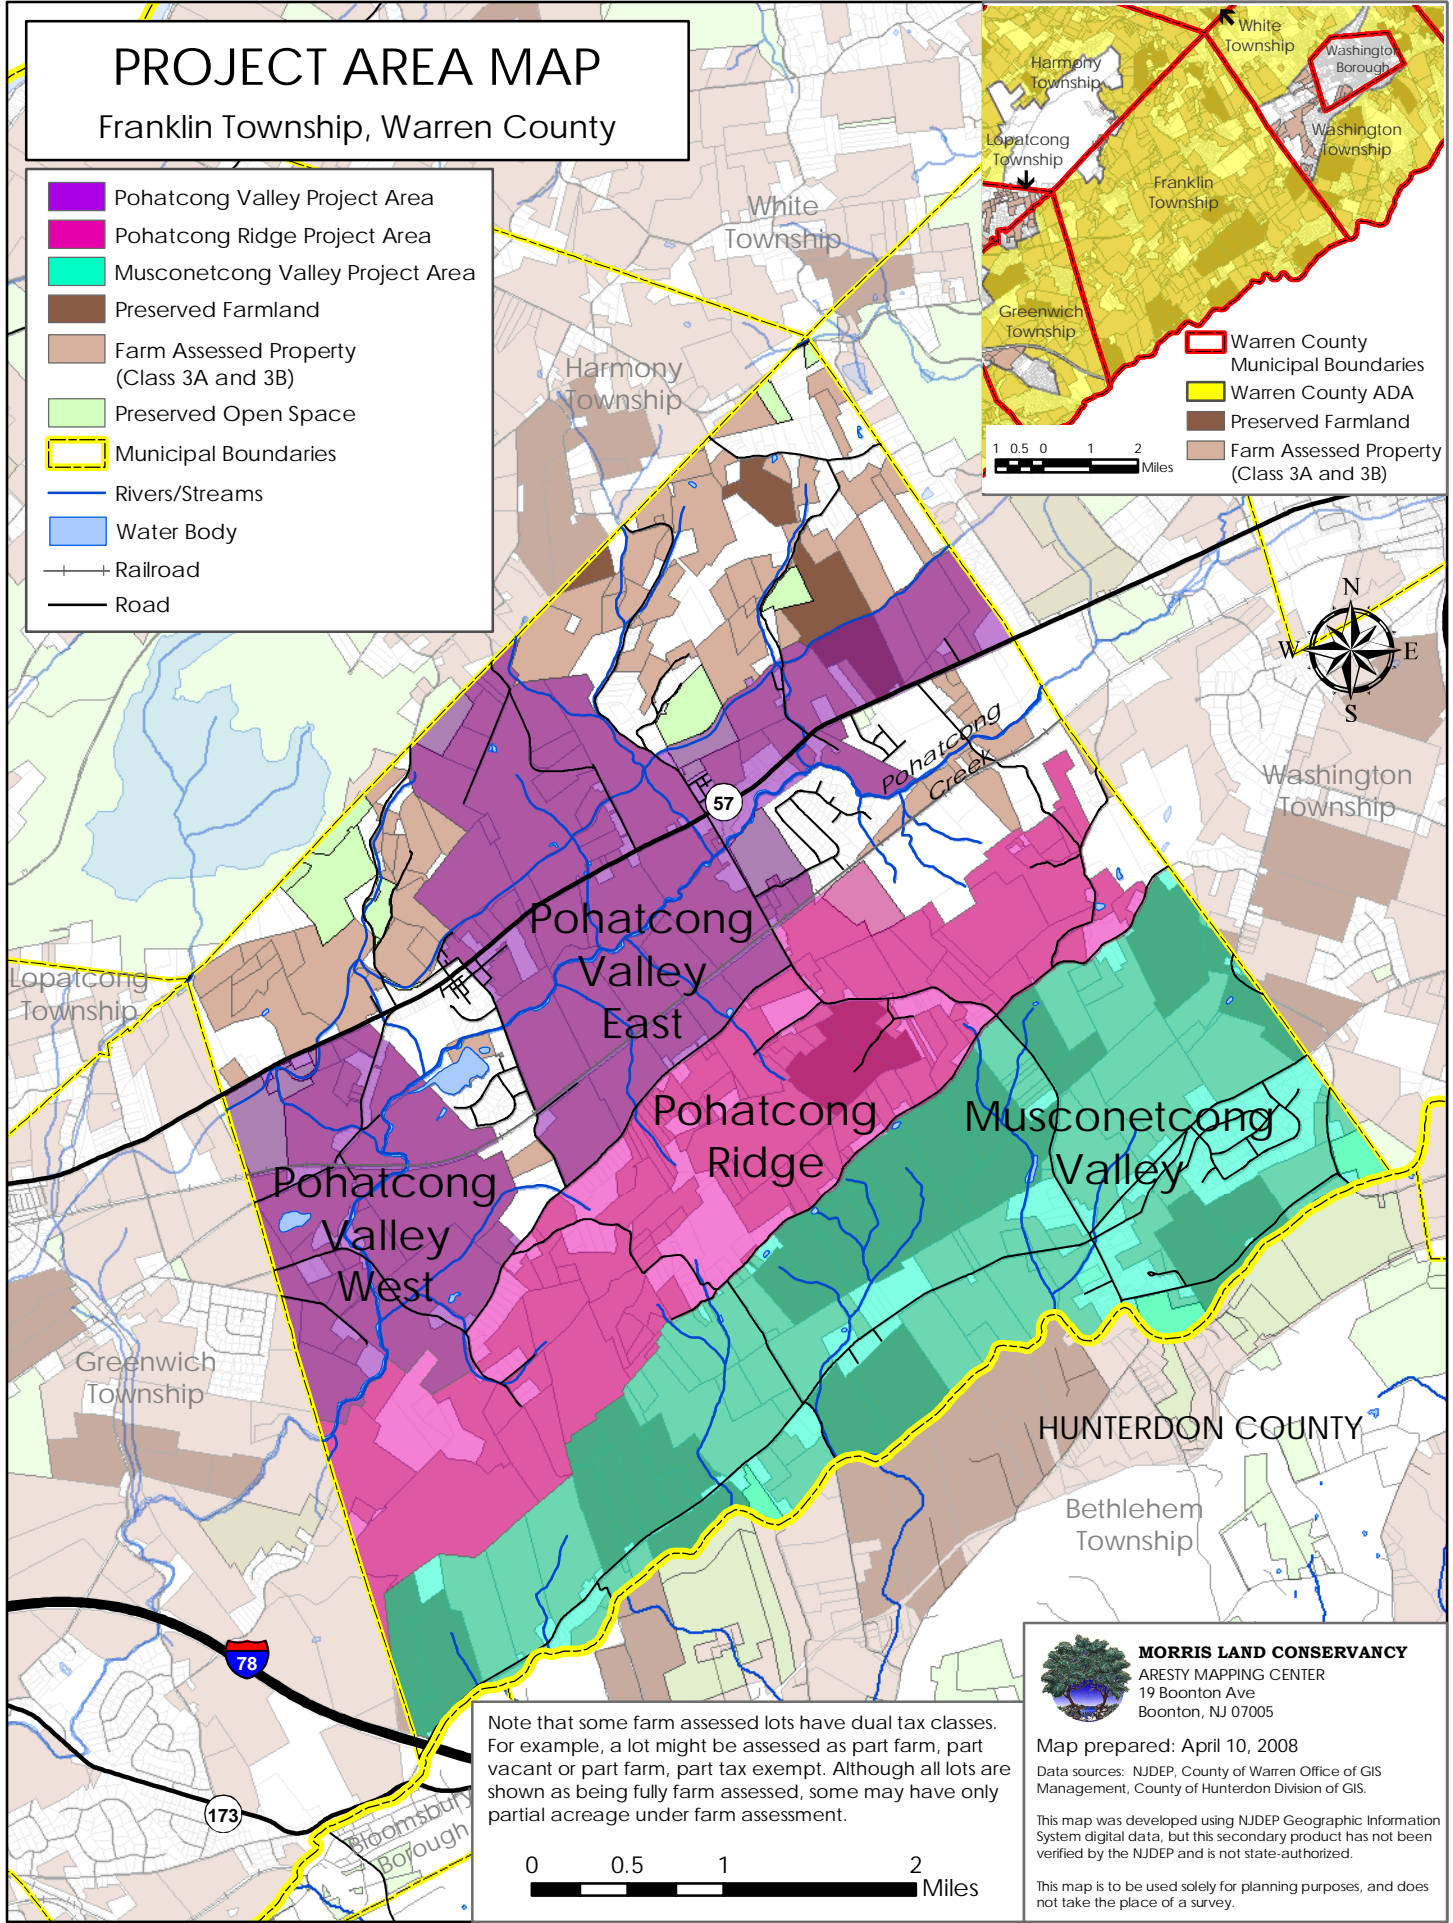 PROJECT AREA MAP
Franklin Township, Warren County
Pohatcong Valley Project Area
Pohatcong Ridge Project Area
Musconetcong Valley Project Area
Preserved Farmland
Farm Assessed Property
(Class 3A and 3B)
Preserved Open Space
Municipal Boundaries
Rivers/Streams
Water Body
Railroad
Road
White
Township
Washington
Borough
Harmony
Township
Washington
Township
Lopatcong
Township
Franklin
Township
Greenwich
Township
Warren County
Municipal Boundaries
Warren County ADA
Preserved Farmland
Farm Assessed Property
(Class 3A and 3B)
1 0.5 0 1 2
Miles
White
Township
Harmony
Township
N
W E
S
Pohatcong
Creek
Washington
Township
57
Lopatcong
Township
Pohatcong
Valley
East
Pohatcong
Ridge
Musconetcong
Valley
Pohatcong
Valley
West
Greenwich
Township
HUNTERDON COUNTY
Bethlehem
Township
78
173
Bloomsbury
Borough
Note that some farm assessed lots have dual tax classes.
For example, a lot might be assessed as part farm, part
vacant or part farm, part tax exempt. Although all lots are
shown as being fully farm assessed, some may have only
partial acreage under farm assessment.
0 0.5 1 2
Miles
MORRIS LAND CONSERVANCY
ARESTY MAPPING CENTER
19 Boonton Ave
Boonton, NJ 07005
Map prepared: April 10, 2008
Data sources: NJDEP, County of Warren Office of GIS
Management, County of Hunterdon Division of GIS.
This map was developed using NJDEP Geographic Information
System digital data, but this secondary product has not been
verified by the NJDEP and is not state-authorized.
This map is to be used solely for planning purposes, and does
not take the place of a survey.